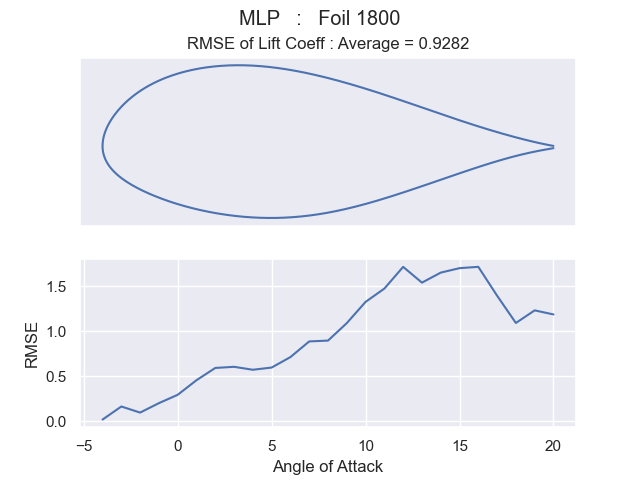 MLP   :   Foil 1800
RMSE of Lift Coeff : Average = 0.9282
1.5
1.0
0.5
0.0
RMSE
−5 0 5 10 15 20
Angle of Attack